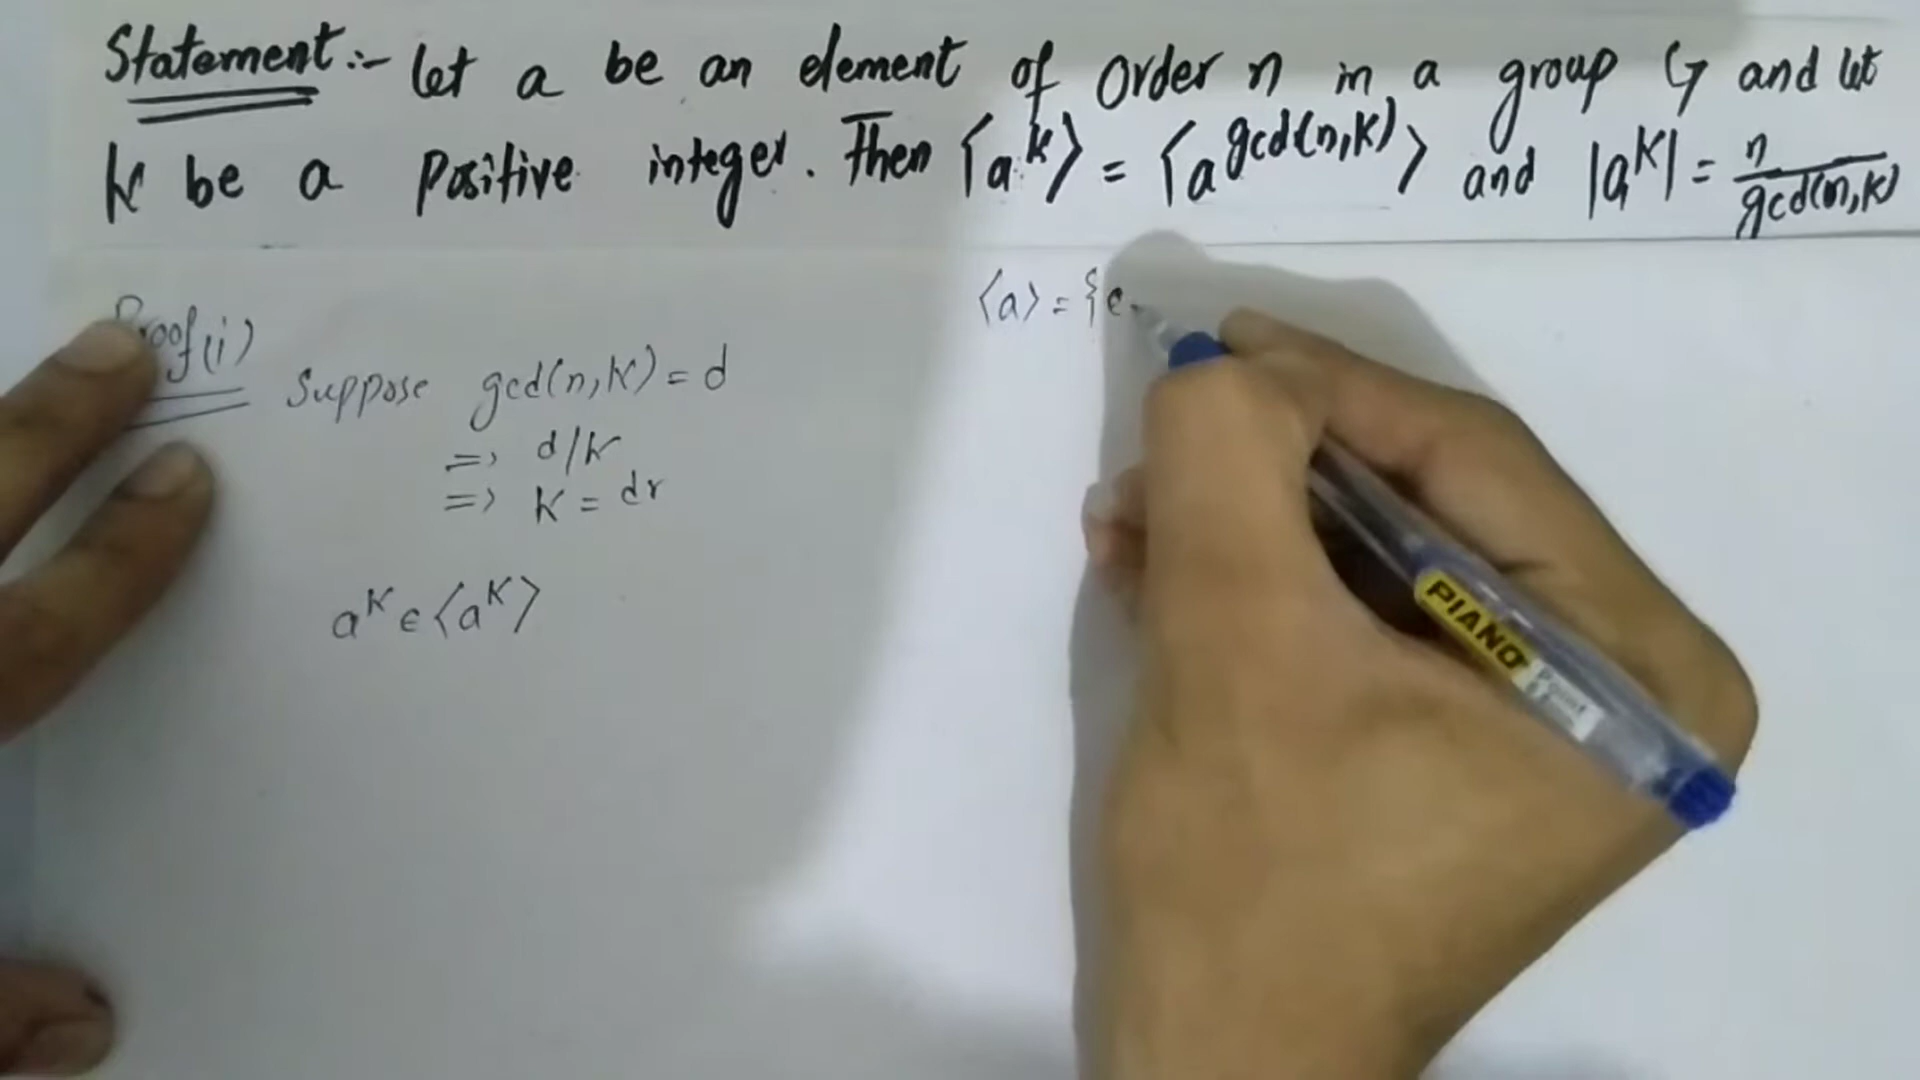 Statement:- let a be an element of Order n in a group G and let
K be a Positive integer. Then ⟨a^k⟩ = ⟨a^gcd(n,k)⟩ and |a^K| = n/gcd(n,k)
Proof(i)
Suppose gcd(n,K) = d
=> d/K
=> K = dr
a^K ∈ ⟨a^K⟩
⟨a⟩ = {e
PIANO
Point